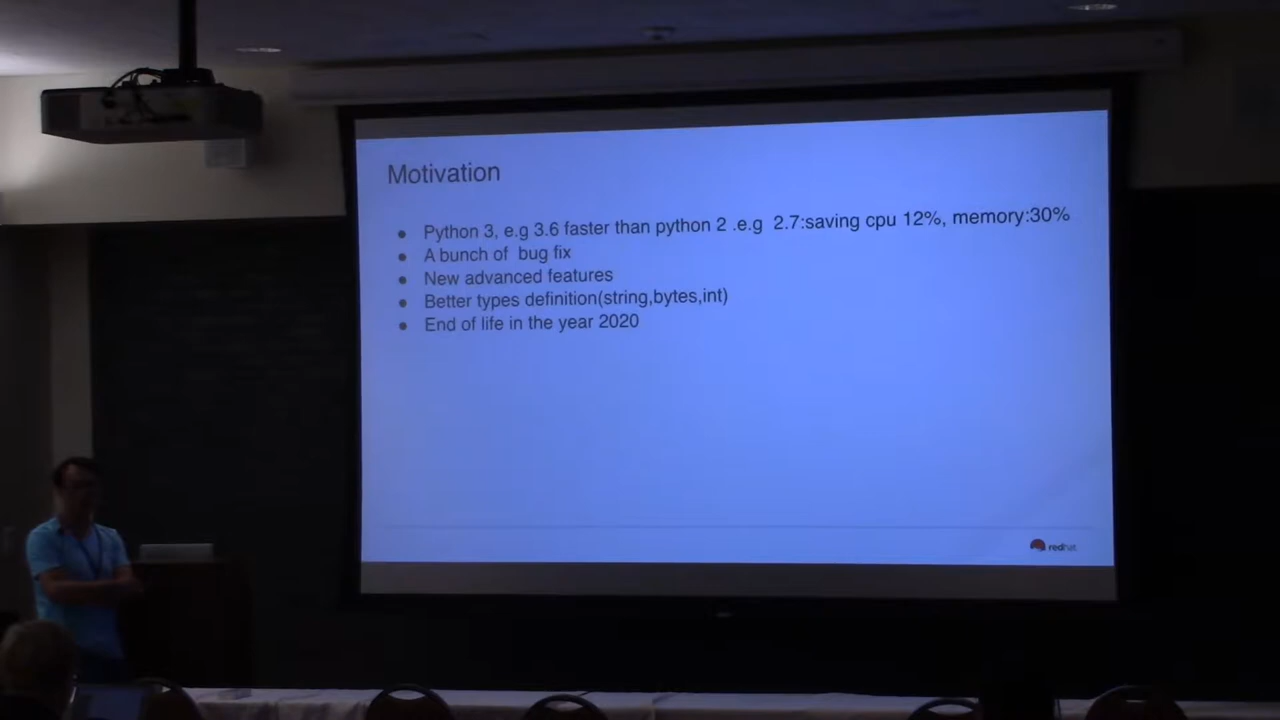 Motivation
● Python 3, e.g 3.6 faster than python 2 .e.g 2.7:saving cpu 12%, memory:30%
● A bunch of bug fix
● New advanced features
● Better types definition(string,bytes,int)
● End of life in the year 2020
redhat